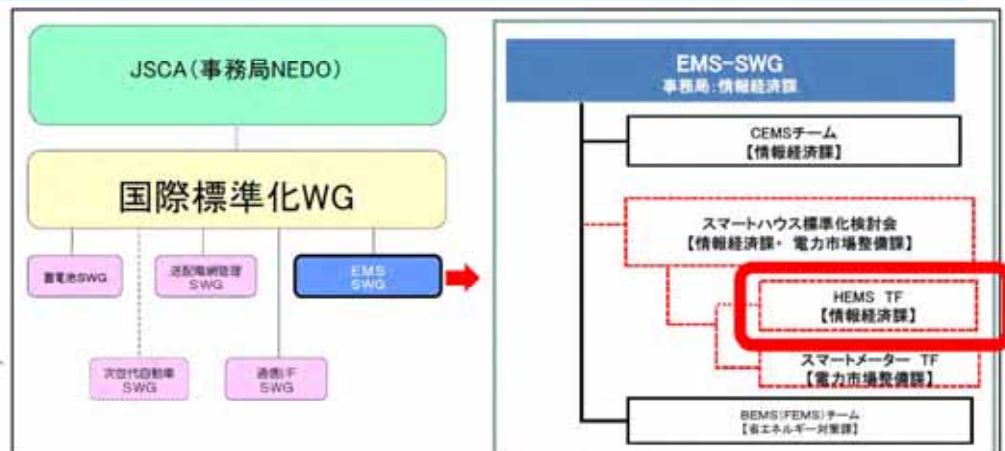 JSCA(事務局NEDO)
国際標準化WG
蓄電池SWG
送配電網管理
SWG
EMS
SWG
次世代自動車
SWG
通信I/F
SWG
EMS-SWG
事務局:情報経済課
CEMSチーム
【情報経済課】
スマートハウス標準化検討会
【情報経済課・ 電力市場整備課】
HEMS TF
【情報経済課】
スマートメーター TF
【電力市場整備課】
BEMS(FEMS)チーム
【省エネルギー対策課】